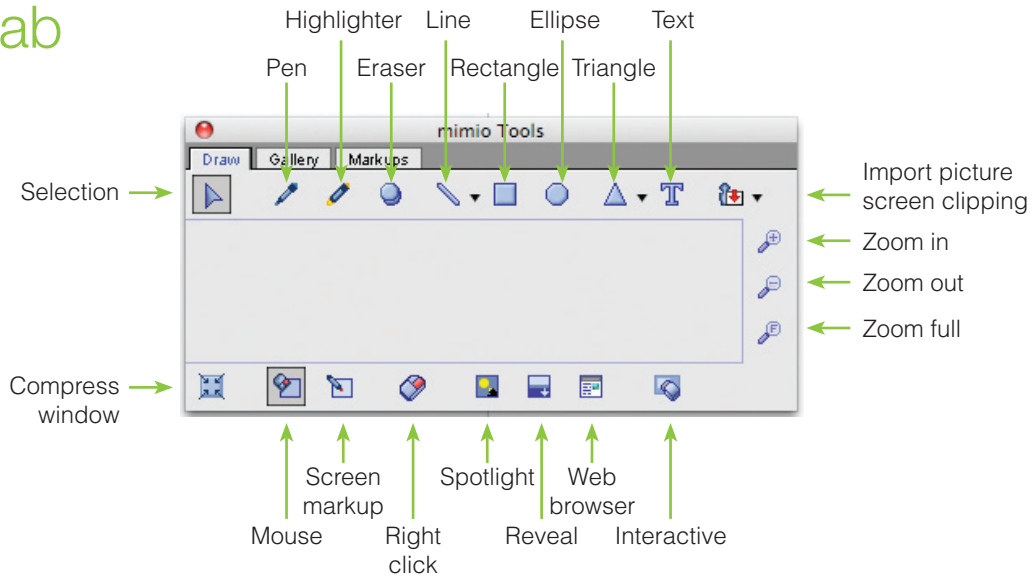 ab
Highlighter Line Ellipse Text
Pen Eraser Rectangle Triangle
mimio Tools
Draw Gallery Markups
Selection
T
Import picture
screen clipping
Zoom in
Zoom out
F
Zoom full
Compress
window
Screen
markup
Spotlight
Web
browser
Mouse
Right
click
Reveal
Interactive